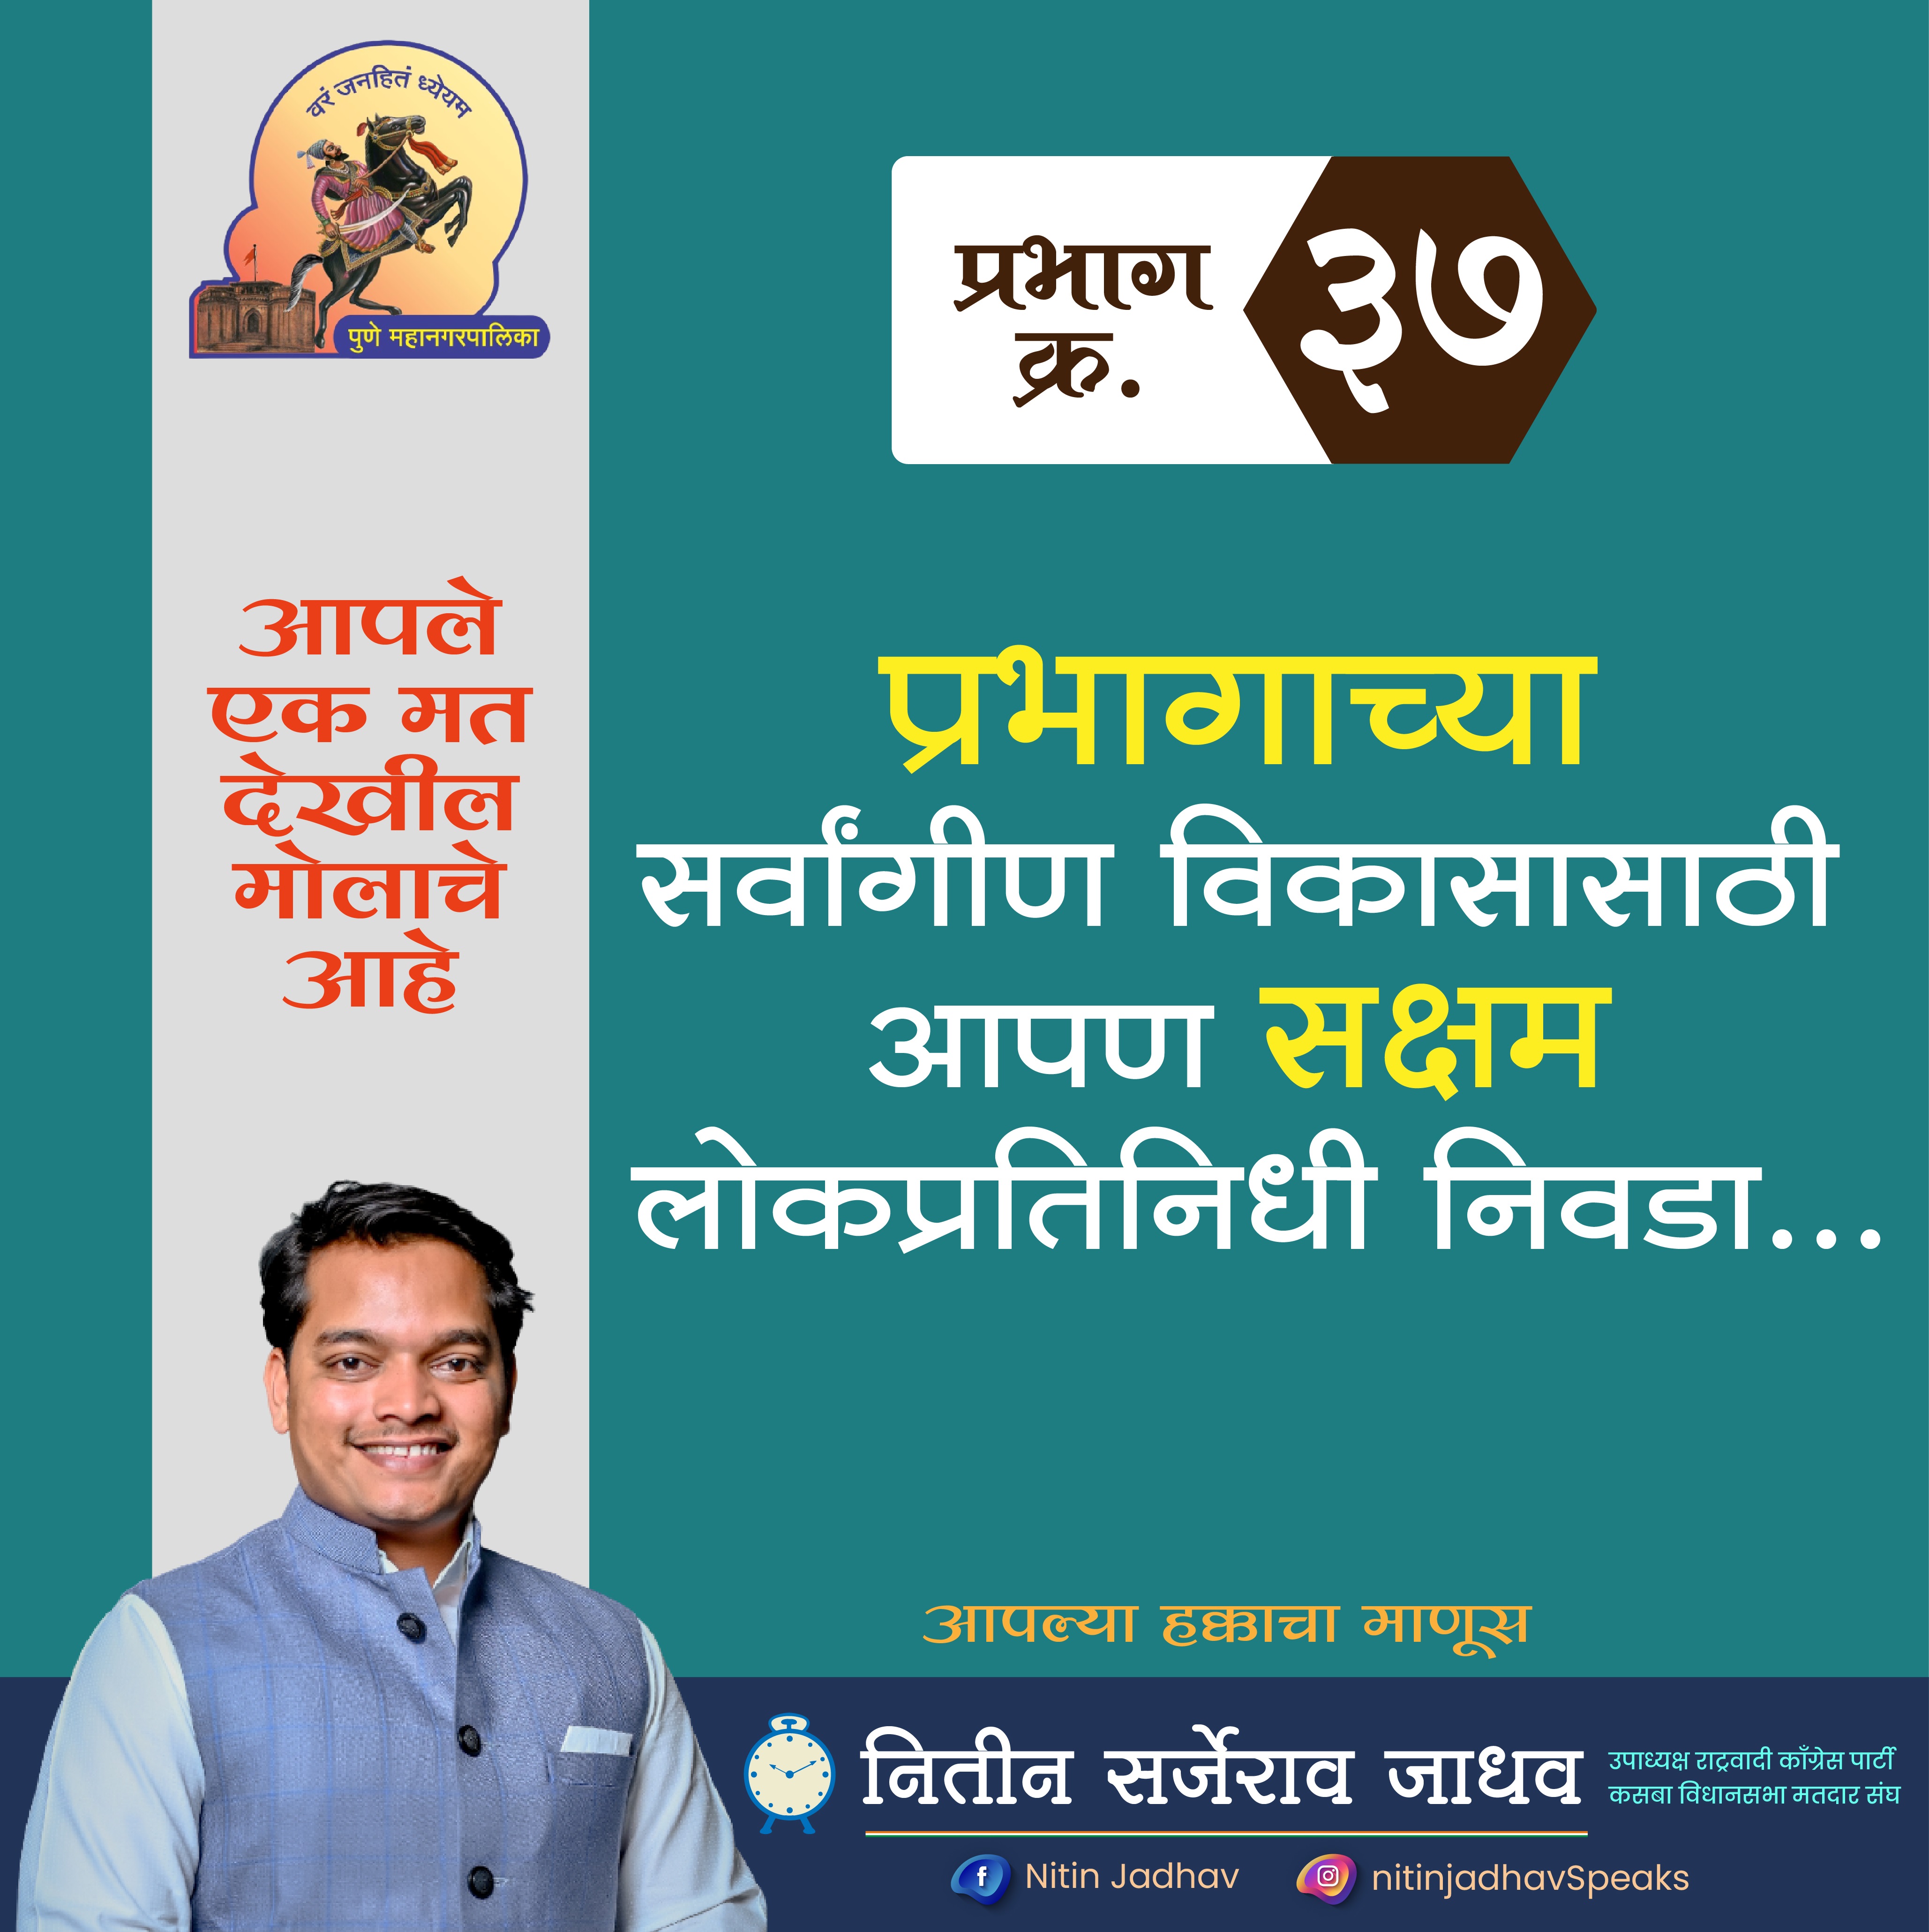 वरं जनहितं ध्येयम
पुणे महानगरपालिका
प्रभाग
क्र.
३७
आपले
एक मत
देखील
मोलाचे
आहे
प्रभागाच्या
सर्वांगीण विकासासाठी
आपण सक्षम
लोकप्रतिनिधी निवडा...
आपल्या हक्काचा माणूस
नितीन सर्जेराव जाधव
उपाध्यक्ष राट्रवादी काँग्रेस पार्टी
कसबा विधानसभा मतदार संघ
Nitin Jadhav
nitinjadhavSpeaks